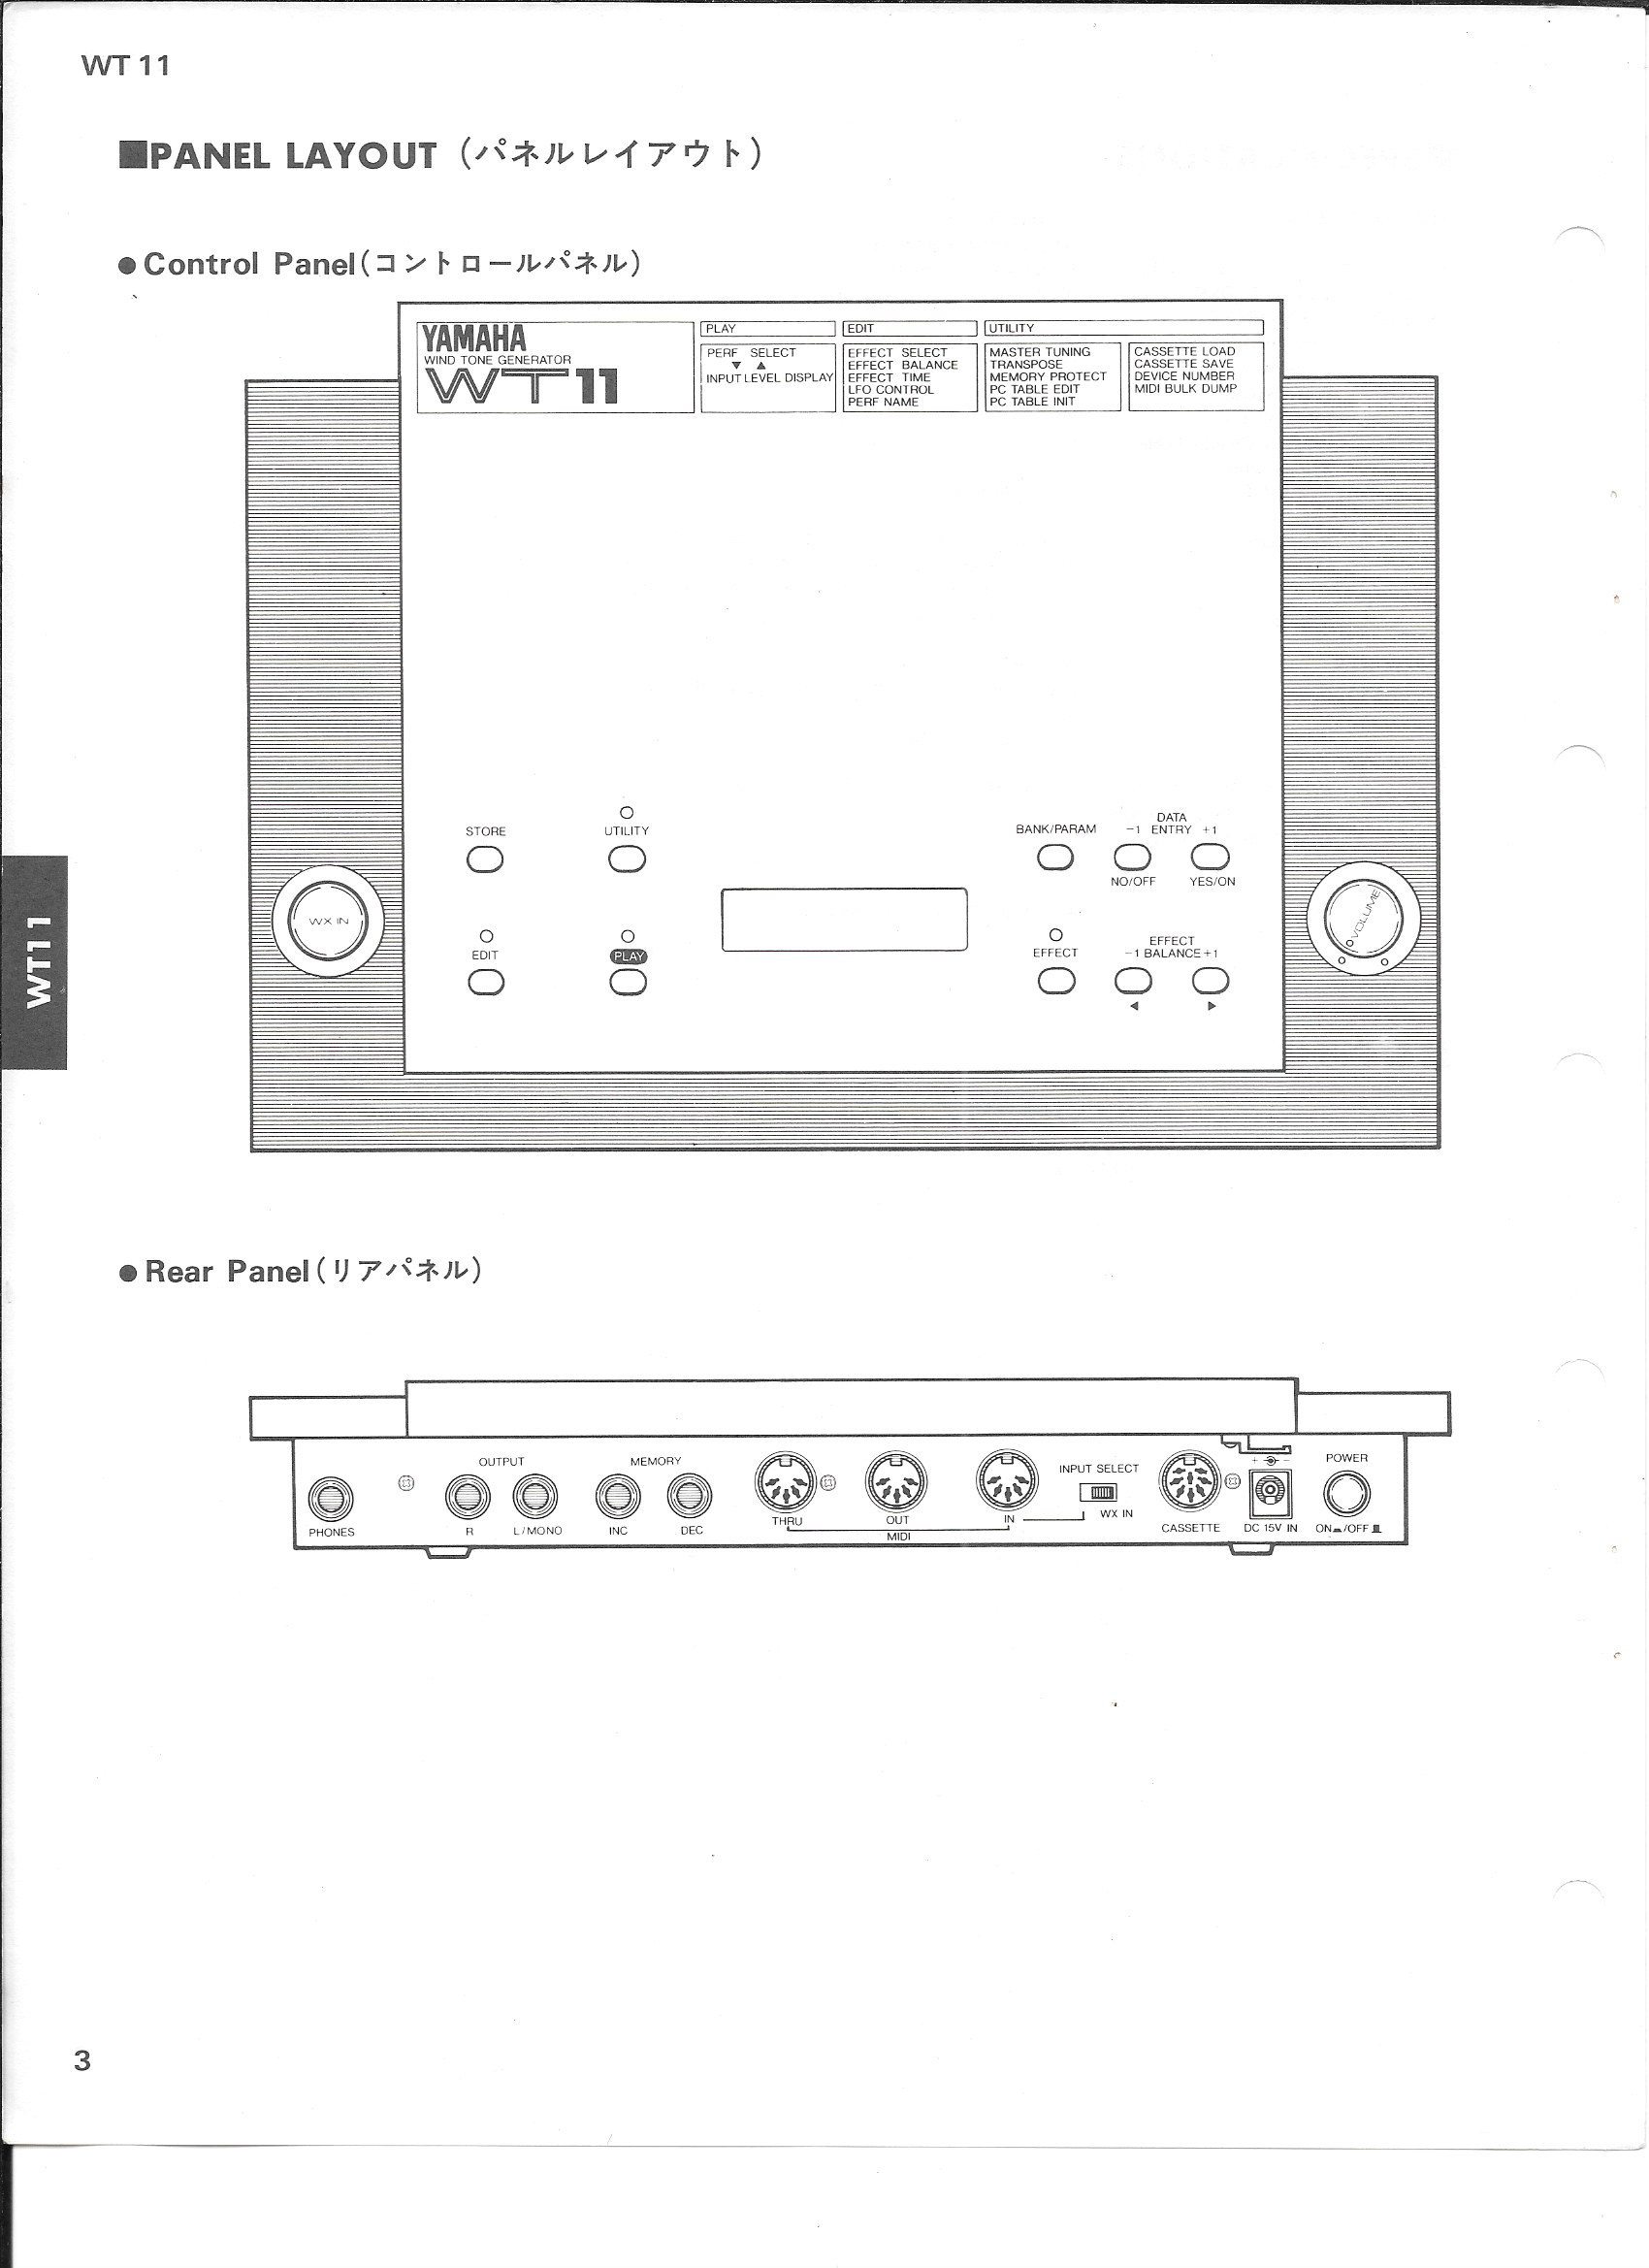 WT 11
■PANEL LAYOUT (パネルレイアウト)
●Control Panel(コントロールパネル)
YAMAHA
WIND TONE GENERATOR
WT11
PLAY
PERF SELECT
▼ ▲
INPUT LEVEL DISPLAY
EDIT
EFFECT SELECT
EFFECT BALANCE
EFFECT TIME
LFO CONTROL
PERF NAME
UTILITY
MASTER TUNING
TRANSPOSE
MEMORY PROTECT
PC TABLE EDIT
PC TABLE INIT
CASSETTE LOAD
CASSETTE SAVE
DEVICE NUMBER
MIDI BULK DUMP
STORE
UTILITY
BANK/PARAM
DATA
−1 ENTRY +1
NO/OFF
YES/ON
WX IN
VOLUME
EDIT
PLAY
EFFECT
EFFECT
−1 BALANCE +1
◀ ▶
WT11
●Rear Panel(リアパネル)
PHONES
OUTPUT
R
L/MONO
MEMORY
INC
DEC
THRU
OUT
IN
MIDI
INPUT SELECT
WX IN
CASSETTE
+ −
DC 15V IN
POWER
ON /OFF
3